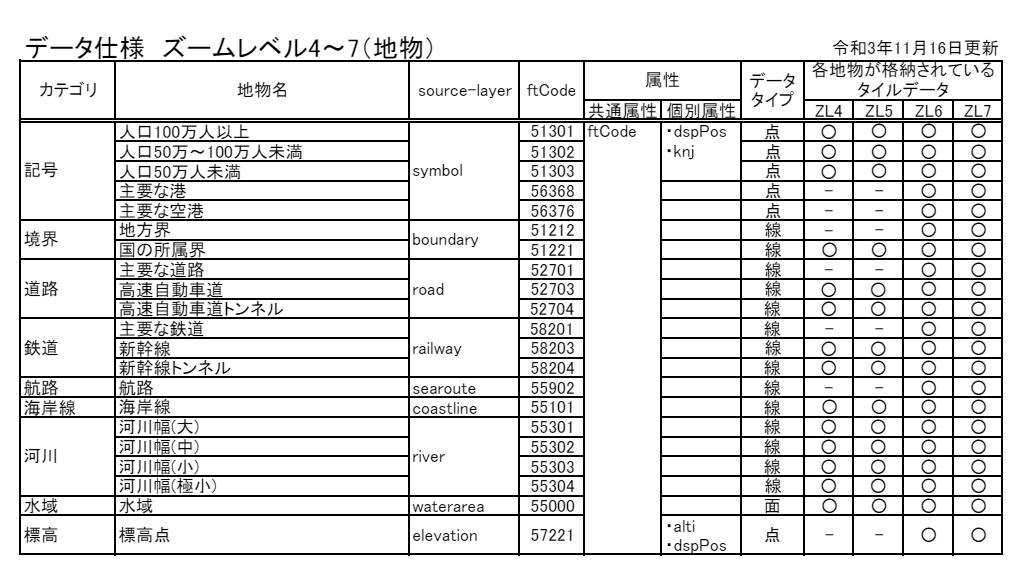 データ仕様　ズームレベル4～7（地物）
令和3年11月16日更新
カテゴリ 地物名 source-layer ftCode 属性 データタイプ 各地物が格納されているタイルデータ
共通属性 個別属性 ZL4 ZL5 ZL6 ZL7
記号 人口100万人以上 symbol 51301 ftCode ・dspPos 点 ○ ○ ○ ○
人口50万～100万人未満 51302 ・knj 点 ○ ○ ○ ○
人口50万人未満 51303 点 ○ ○ ○ ○
主要な港 56368 点 － － ○ ○
主要な空港 56376 点 － － ○ ○
境界 地方界 boundary 51212 線 － － ○ ○
国の所属界 51221 線 ○ ○ ○ ○
道路 主要な道路 road 52701 線 － － ○ ○
高速自動車道 52703 線 ○ ○ ○ ○
高速自動車道トンネル 52704 線 ○ ○ ○ ○
鉄道 主要な鉄道 railway 58201 線 － － ○ ○
新幹線 58203 線 ○ ○ ○ ○
新幹線トンネル 58204 線 ○ ○ ○ ○
航路 航路 searoute 55902 線 － － ○ ○
海岸線 海岸線 coastline 55101 線 ○ ○ ○ ○
河川 河川幅(大) river 55301 線 ○ ○ ○ ○
河川幅(中) 55302 線 ○ ○ ○ ○
河川幅(小) 55303 線 ○ ○ ○ ○
河川幅(極小) 55304 線 ○ ○ ○ ○
水域 水域 waterarea 55000 面 ○ ○ ○ ○
標高 標高点 elevation 57221 ・alti ・dspPos 点 － － ○ ○